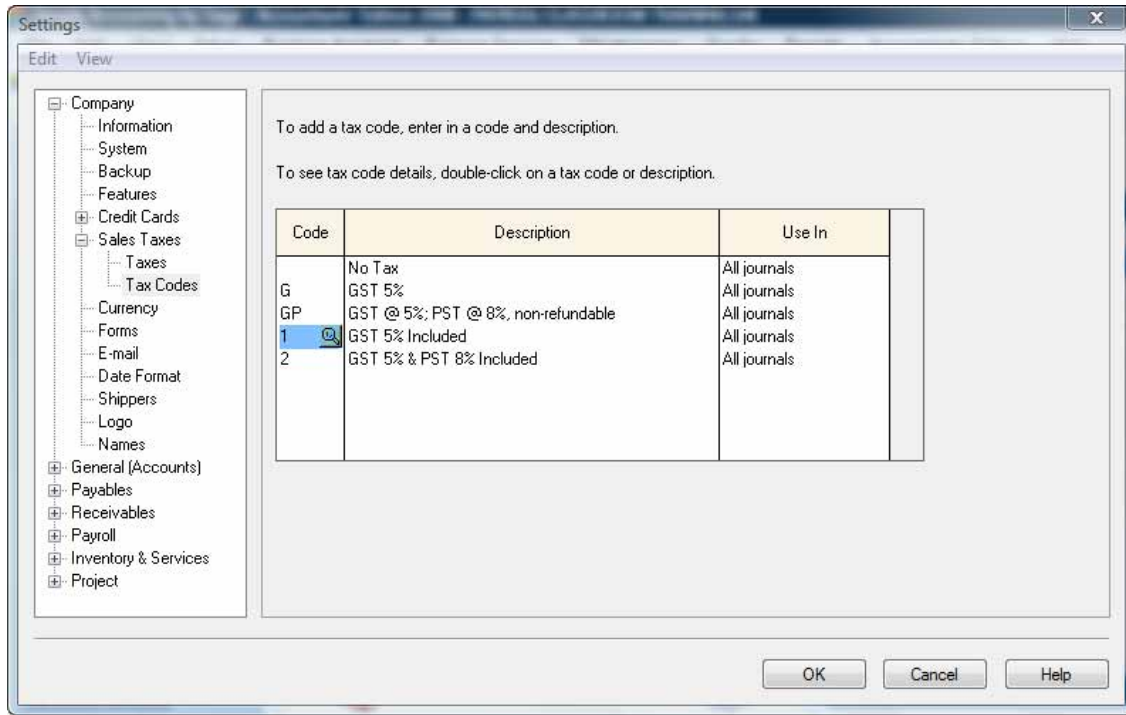 Settings
Edit View
Company
Information
System
Backup
Features
Credit Cards
Sales Taxes
Taxes
Tax Codes
Currency
Forms
E-mail
Date Format
Shippers
Logo
Names
General (Accounts)
Payables
Receivables
Payroll
Inventory & Services
Project
To add a tax code, enter in a code and description.
To see tax code details, double-click on a tax code or description.
Code Description Use In
No Tax All journals
G GST 5% All journals
GP GST @ 5%; PST @ 8%, non-refundable All journals
1 GST 5% Included All journals
2 GST 5% & PST 8% Included All journals
OK Cancel Help